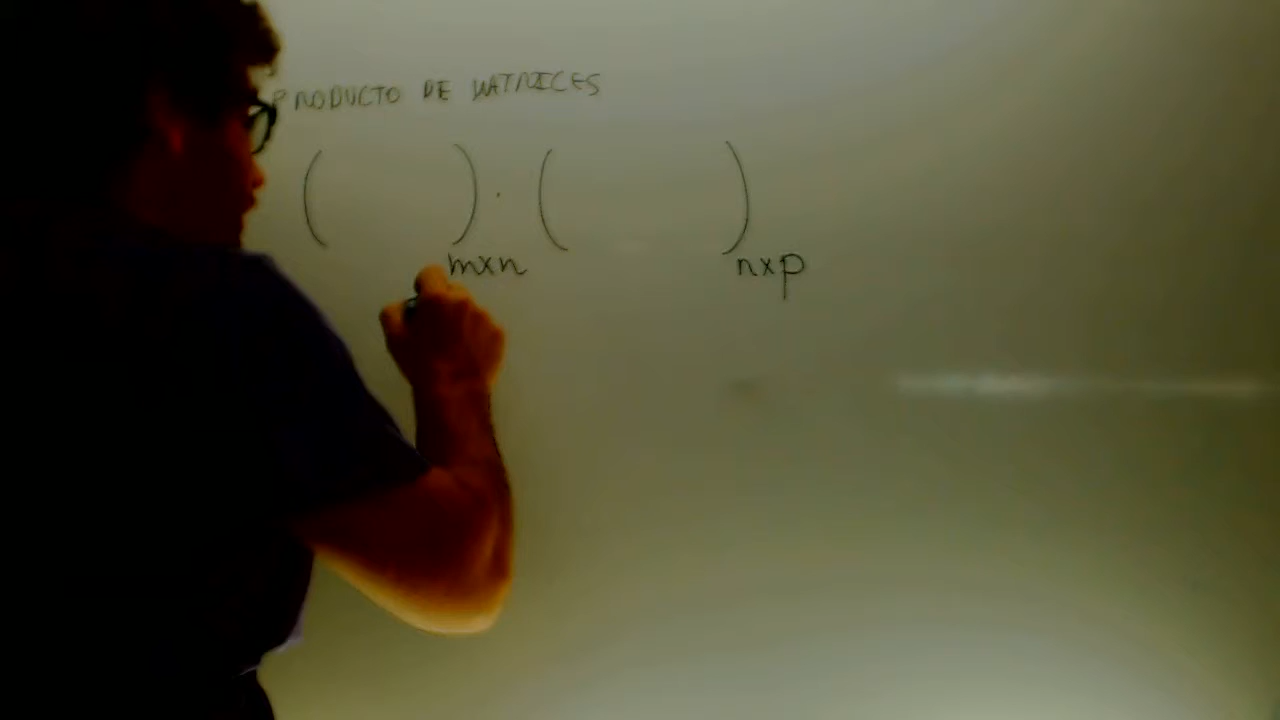 PRODUCTO DE MATRICES
( ) · ( )
mxn nxp